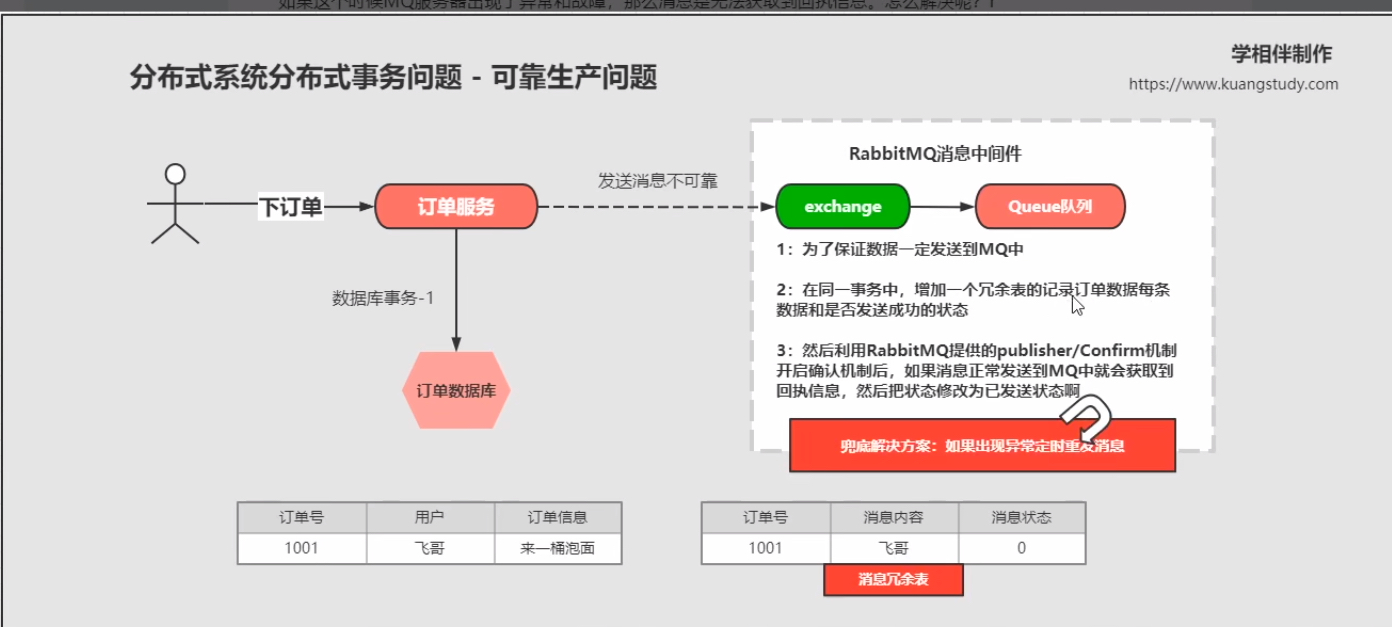 如果这个时候MQ服务器出现了异常和故障，那么消息是无法获取到回执信息。怎么解决呢？
学相伴制作
分布式系统分布式事务问题 - 可靠生产问题
https://www.kuangstudy.com
RabbitMQ消息中间件
发送消息不可靠
下订单
订单服务
exchange
Queue队列
1：为了保证数据一定发送到MQ中
数据库事务-1
2：在同一事务中，增加一个冗余表的记录订单数据每条
数据和是否发送成功的状态
3：然后利用RabbitMQ提供的publisher/Confirm机制
开启确认机制后，如果消息正常发送到MQ中就会获取到
回执信息，然后把状态修改为已发送状态啊
订单数据库
兜底解决方案：如果出现异常定时重发消息
订单号 用户 订单信息
1001 飞哥 来一桶泡面
订单号 消息内容 消息状态
1001 飞哥 0
消息冗余表